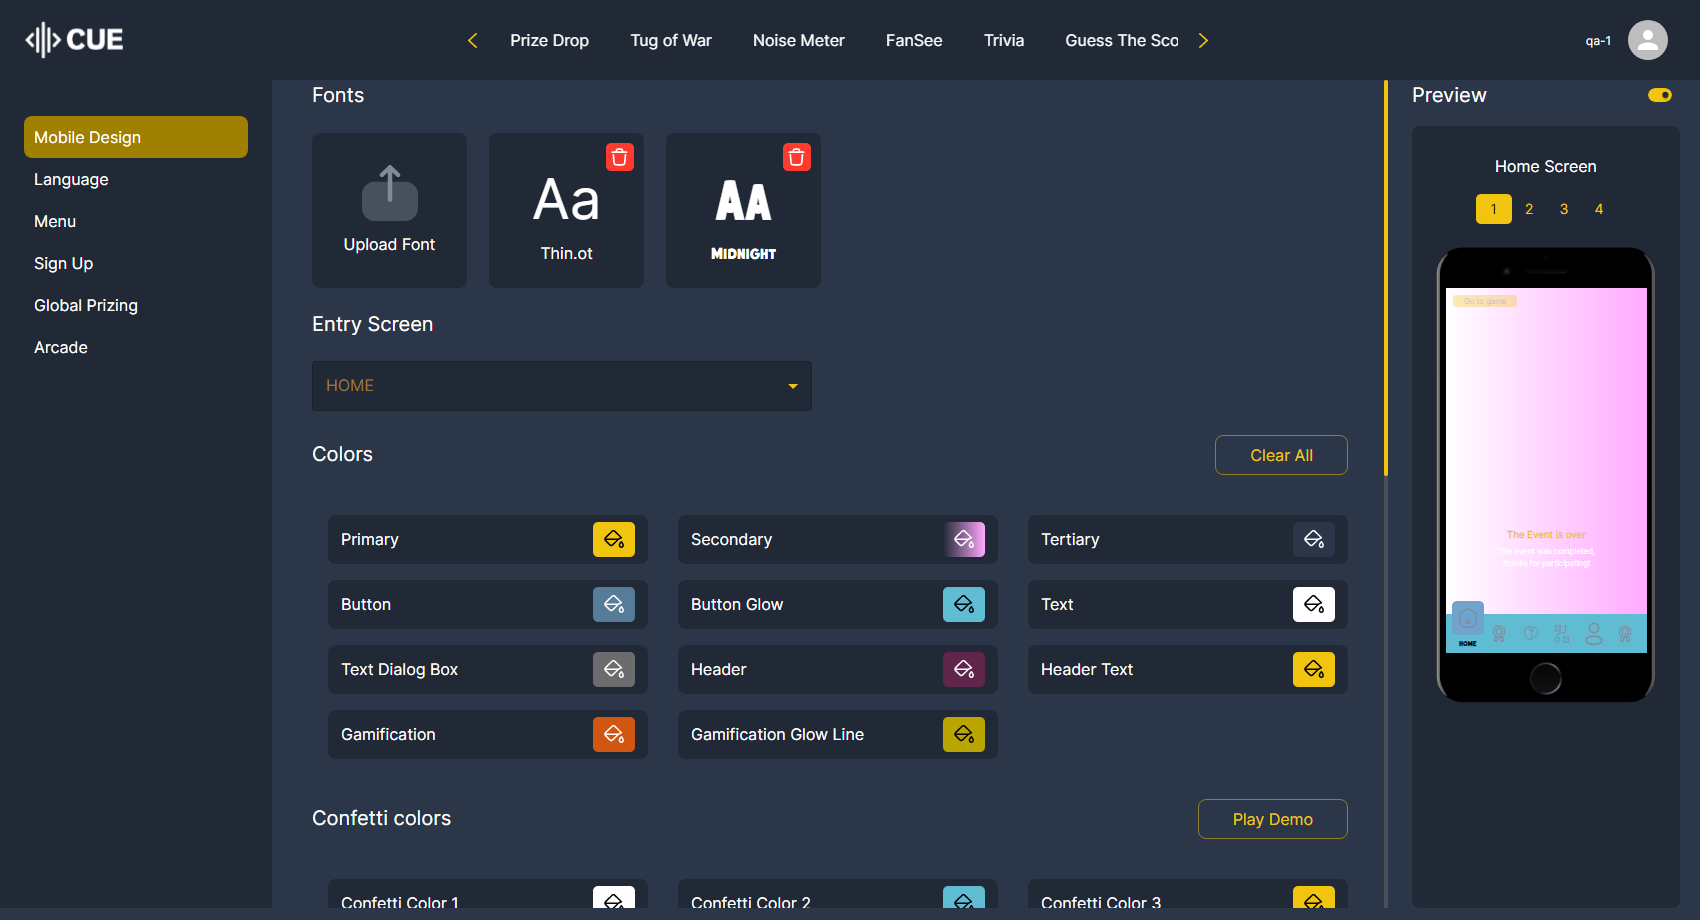 CUE
Prize Drop
Tug of War
Noise Meter
FanSee
Trivia
Guess The Sco
qa-1
Mobile Design
Language
Menu
Sign Up
Global Prizing
Arcade
Fonts
Upload Font
Aa
Thin.ot
AA
MIDNIGHT
Entry Screen
HOME
Colors
Clear All
Primary
Secondary
Tertiary
Button
Button Glow
Text
Text Dialog Box
Header
Header Text
Gamification
Gamification Glow Line
Confetti colors
Play Demo
Confetti Color 1
Confetti Color 2
Confetti Color 3
Preview
Home Screen
1 2 3 4
Go to game
The Event is over
The event was completed,
thanks for participating!
HOME